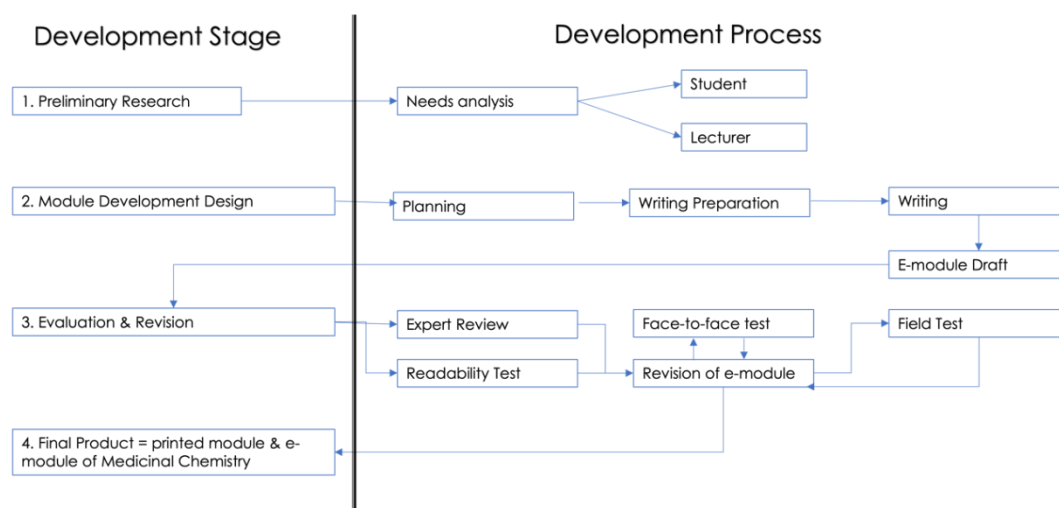 Development Stage
Development Process
1. Preliminary Research
Needs analysis
Student
Lecturer
2. Module Development Design
Planning
Writing Preparation
Writing
E-module Draft
3. Evaluation & Revision
Expert Review
Face-to-face test
Field Test
Readability Test
Revision of e-module
4. Final Product = printed module & e-
module of Medicinal Chemistry